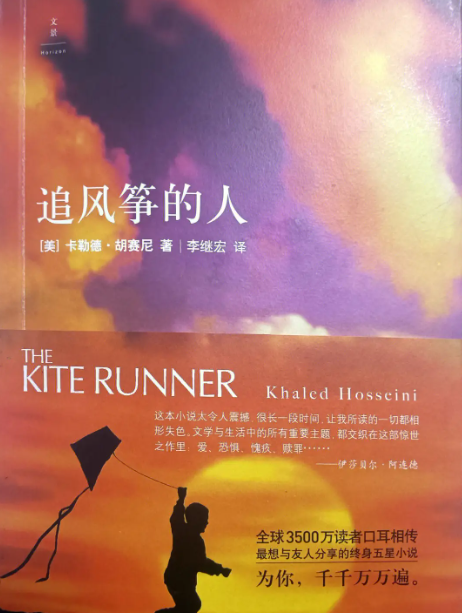 文
景
Horizon
追风筝的人
[美] 卡勒德·胡赛尼 著 | 李继宏 译
THE
KITE RUNNER
Khaled Hosseini
这本小说太令人震撼，很长一段时间，让我所读的一切都相
形失色。文学与生活中的所有重要主题，都交织在这部惊世
之作里：爱、恐惧、愧疚、赎罪……
——伊莎贝尔·阿连德
全球3500万读者口耳相传
最想与友人分享的终身五星小说
为你，千千万万遍。